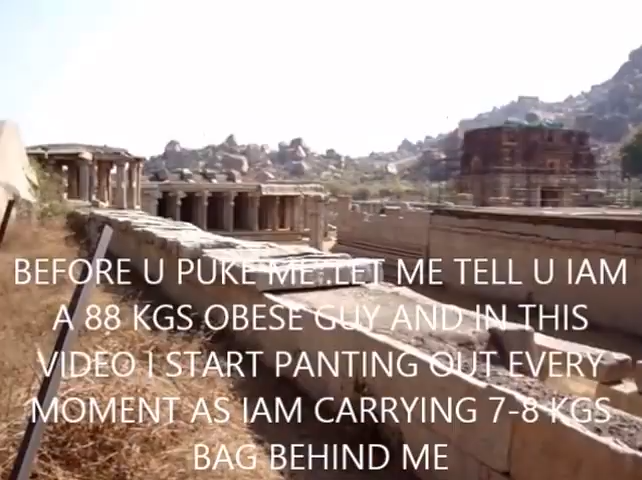 BEFORE U PUKE ME..LET ME TELL U IAM
A 88 KGS OBESE GUY AND IN THIS
VIDEO I START PANTING OUT EVERY
MOMENT AS IAM CARRYING 7-8 KGS
BAG BEHIND ME